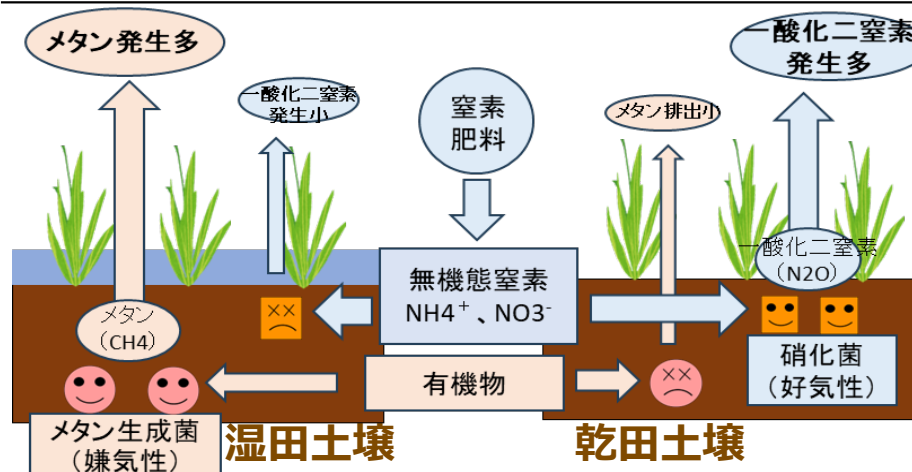 メタン発生多
一酸化二窒素
発生小
窒素
肥料
メタン排出小
一酸化二窒素
発生多
メタン
(CH4)
無機態窒素
NH4⁺、NO3⁻
有機物
一酸化二窒素
(N2O)
硝化菌
(好気性)
メタン生成菌
(嫌気性)
湿田土壌
乾田土壌